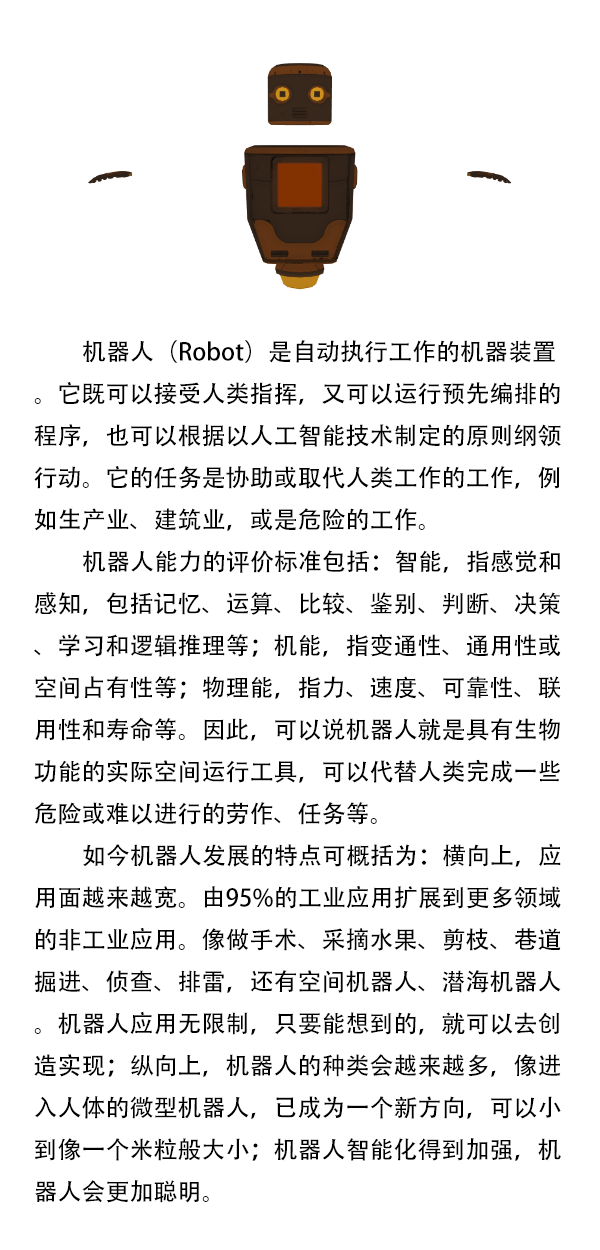 机器人（Robot）是自动执行工作的机器装置
。它既可以接受人类指挥，又可以运行预先编排的
程序，也可以根据以人工智能技术制定的原则纲领
行动。它的任务是协助或取代人类工作的工作，例
如生产业、建筑业，或是危险的工作。
机器人能力的评价标准包括：智能，指感觉和
感知，包括记忆、运算、比较、鉴别、判断、决策
、学习和逻辑推理等；机能，指变通性、通用性或
空间占有性等；物理能，指力、速度、可靠性、联
用性和寿命等。因此，可以说机器人就是具有生物
功能的实际空间运行工具，可以代替人类完成一些
危险或难以进行的劳作、任务等。
如今机器人发展的特点可概括为：横向上，应
用面越来越宽。由95%的工业应用扩展到更多领域
的非工业应用。像做手术、采摘水果、剪枝、巷道
掘进、侦查、排雷，还有空间机器人、潜海机器人
。机器人应用无限制，只要能想到的，就可以去创
造实现；纵向上，机器人的种类会越来越多，像进
入人体的微型机器人，已成为一个新方向，可以小
到像一个米粒般大小；机器人智能化得到加强，机
器人会更加聪明。